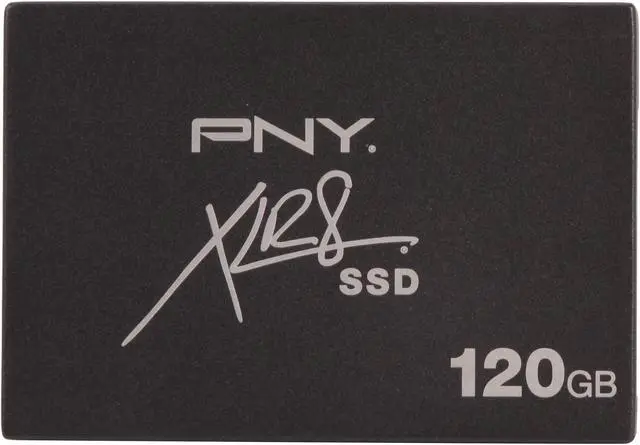 PNY.
XLR8.
SSD
120GB